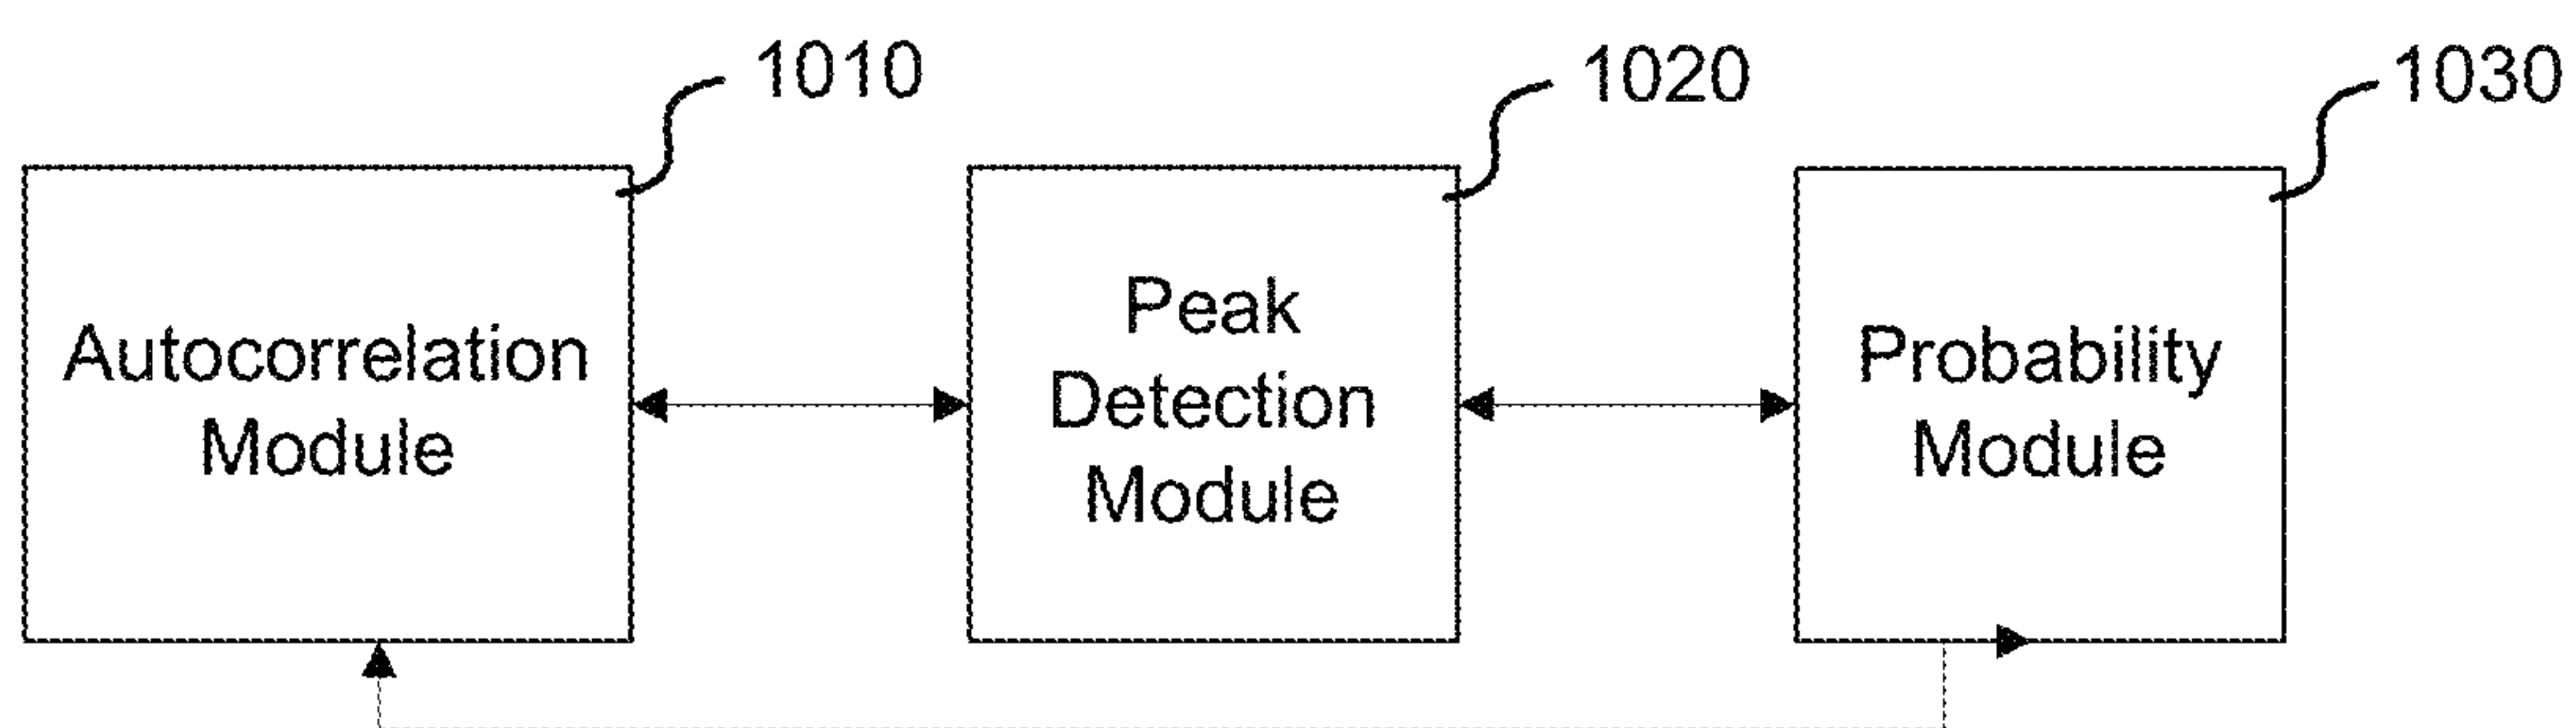 1010
1020
1030
Autocorrelation
Module
Peak
Detection
Module
Probability
Module